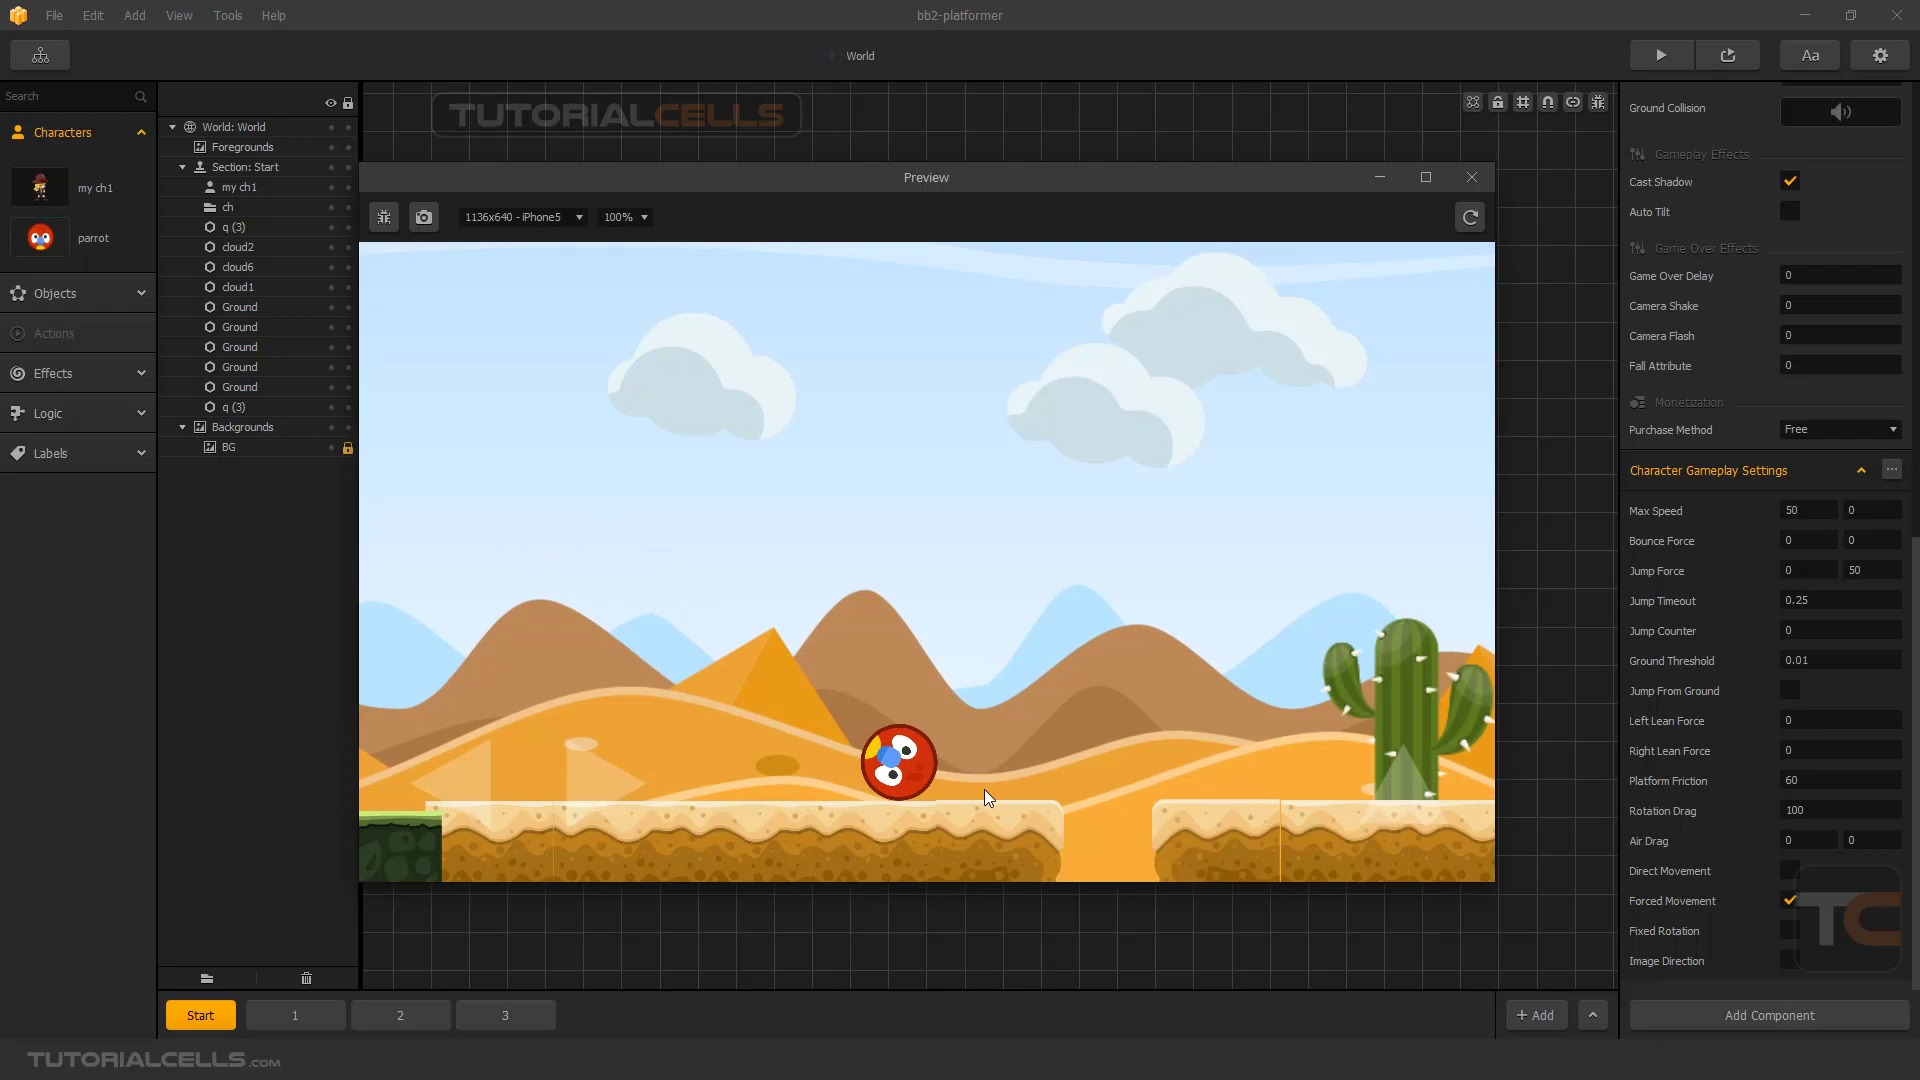 File Edit Add View Tools Help
bb2-platformer
World
Aa
Search
Characters
my ch1
parrot
Objects
Actions
Effects
Logic
Labels
World: World
Foregrounds
Section: Start
my ch1
ch
q (3)
cloud2
cloud6
cloud1
Ground
Ground
Ground
Ground
Ground
q (3)
Backgrounds
BG
TUTORIALCELLS
Preview
1136x640 - iPhone5
100%
Ground Collision
Gameplay Effects
Cast Shadow
Auto Tilt
Game Over Effects
Game Over Delay 0
Camera Shake 0
Camera Flash 0
Fall Attribute 0
Monetization
Purchase Method Free
Character Gameplay Settings
Max Speed 50 0
Bounce Force 0 0
Jump Force 0 50
Jump Timeout 0.25
Jump Counter 0
Ground Threshold 0.01
Jump From Ground
Left Lean Force 0
Right Lean Force 0
Platform Friction 60
Rotation Drag 100
Air Drag 0 0
Direct Movement
Forced Movement
Fixed Rotation
Image Direction
TC
Start 1 2 3
+ Add
Add Component
TUTORIALCELLS.COM